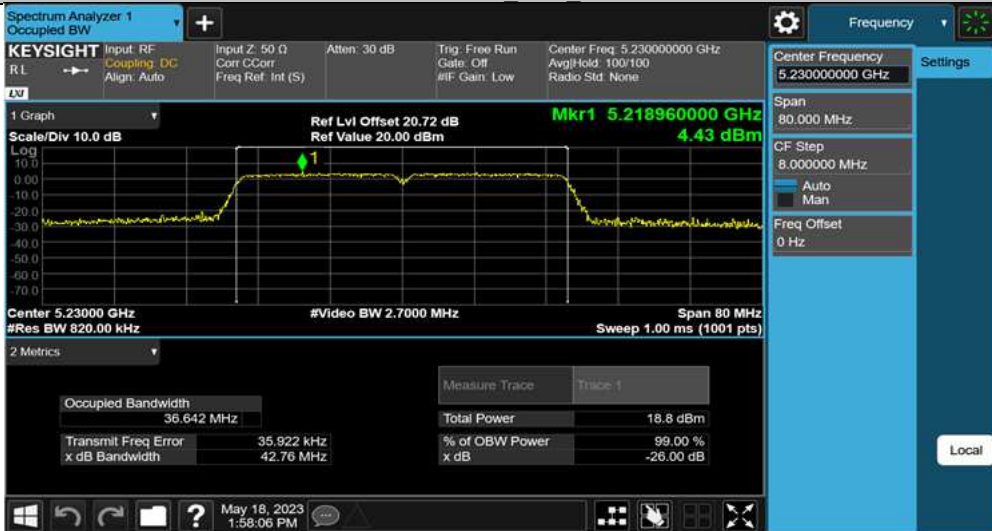 Spectrum Analyzer 1
Occupied BW
Frequency
KEYSIGHT
RL
LXI
Input: RF
Coupling: DC
Align: Auto
Input Z: 50 Ω
Corr CCorr
Freq Ref: Int (S)
Atten: 30 dB
Trig: Free Run
Gate: Off
#IF Gain: Low
Center Freq: 5.230000000 GHz
Avg|Hold: 100/100
Radio Std: None
Center Frequency
5.230000000 GHz
Settings
Span
80.000 MHz
CF Step
8.000000 MHz
Auto
Man
Freq Offset
0 Hz
1 Graph
Scale/Div 10.0 dB
Ref Lvl Offset 20.72 dB
Ref Value 20.00 dBm
Mkr1 5.218960000 GHz
4.43 dBm
Log
10.0
0.00
-10.0
-20.0
-30.0
-40.0
-50.0
-60.0
-70.0
1
Center 5.23000 GHz
#Res BW 820.00 kHz
#Video BW 2.7000 MHz
Span 80 MHz
Sweep 1.00 ms (1001 pts)
2 Metrics
Measure Trace Trace 1
Occupied Bandwidth
36.642 MHz
Total Power 18.8 dBm
Transmit Freq Error 35.922 kHz
% of OBW Power 99.00 %
x dB Bandwidth 42.76 MHz
x dB -26.00 dB
Local
?
May 18, 2023
1:58:06 PM